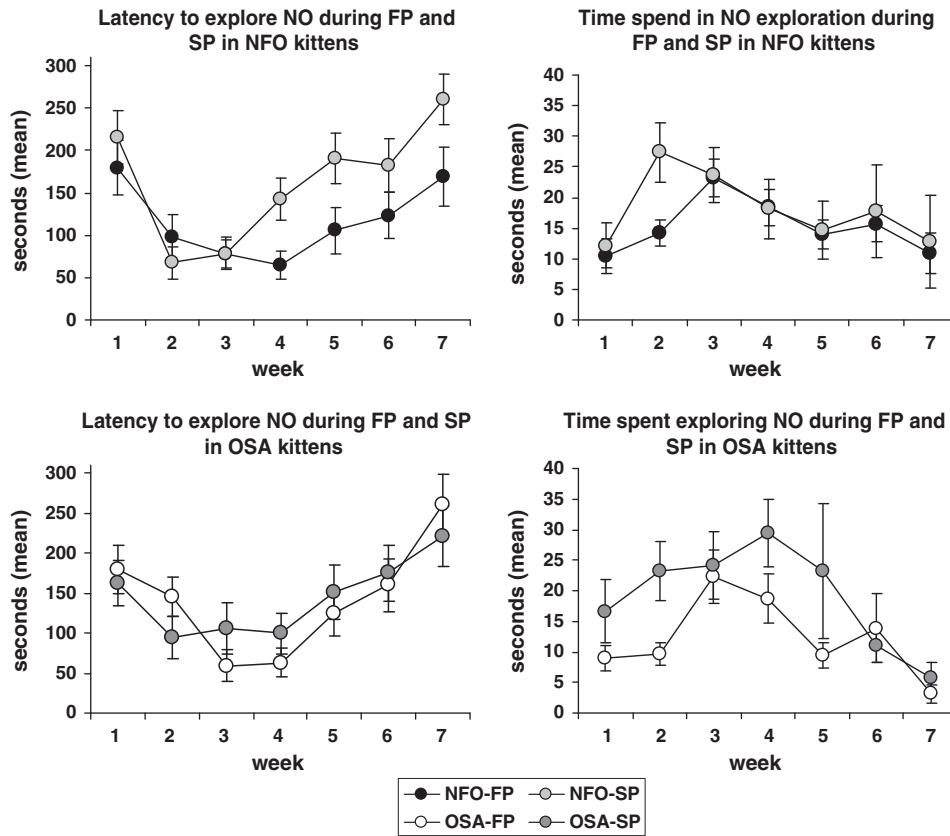 Latency to explore NO during FP and
SP in NFO kittens
300
250
200
150
100
50
0
seconds (mean)
1 2 3 4 5 6 7
week
Time spend in NO exploration during
FP and SP in NFO kittens
40
35
30
25
20
15
10
5
0
seconds (mean)
1 2 3 4 5 6 7
week
Latency to explore NO during FP and SP
in OSA kittens
300
250
200
150
100
50
0
seconds (mean)
1 2 3 4 5 6 7
week
Time spent exploring NO during FP and
SP in OSA kittens
40
35
30
25
20
15
10
5
0
seconds (mean)
1 2 3 4 5 6 7
week
NFO-FP NFO-SP
OSA-FP OSA-SP